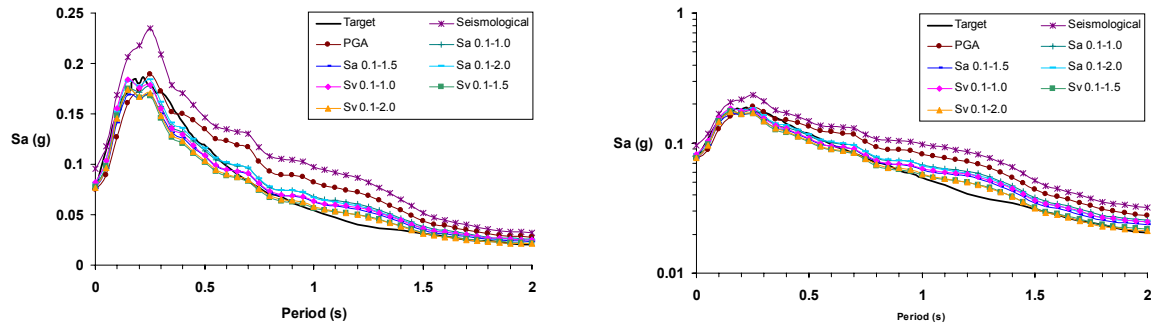 0.25
0.2
0.15
0.1
0.05
0
Sa (g)
0 0.5 1 1.5 2
Period (s)
Target Seismological
PGA Sa 0.1-1.0
Sa 0.1-1.5 Sa 0.1-2.0
Sv 0.1-1.0 Sv 0.1-1.5
Sv 0.1-2.0
1
0.1
0.01
Sa (g)
0 0.5 1 1.5 2
Period (s)
Target Seismological
PGA Sa 0.1-1.0
Sa 0.1-1.5 Sa 0.1-2.0
Sv 0.1-1.0 Sv 0.1-1.5
Sv 0.1-2.0